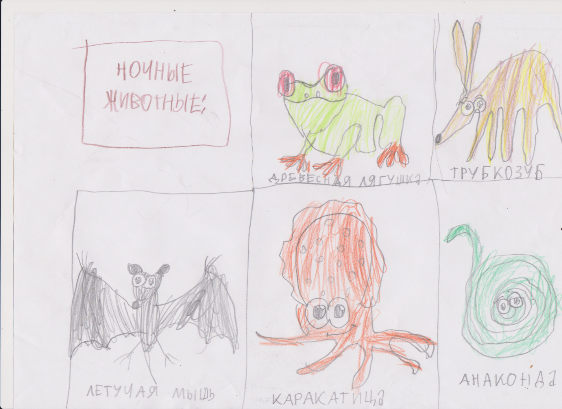 НОЧНЫЕ
ЖИВОТНЫЕ:
ДРЕВЕСНАЯ ЛЯГУШКА
ТРУБКОЗУБ
ЛЕТУЧАЯ МЫШЬ
КАРАКАТИЦА
АНАКОНДА